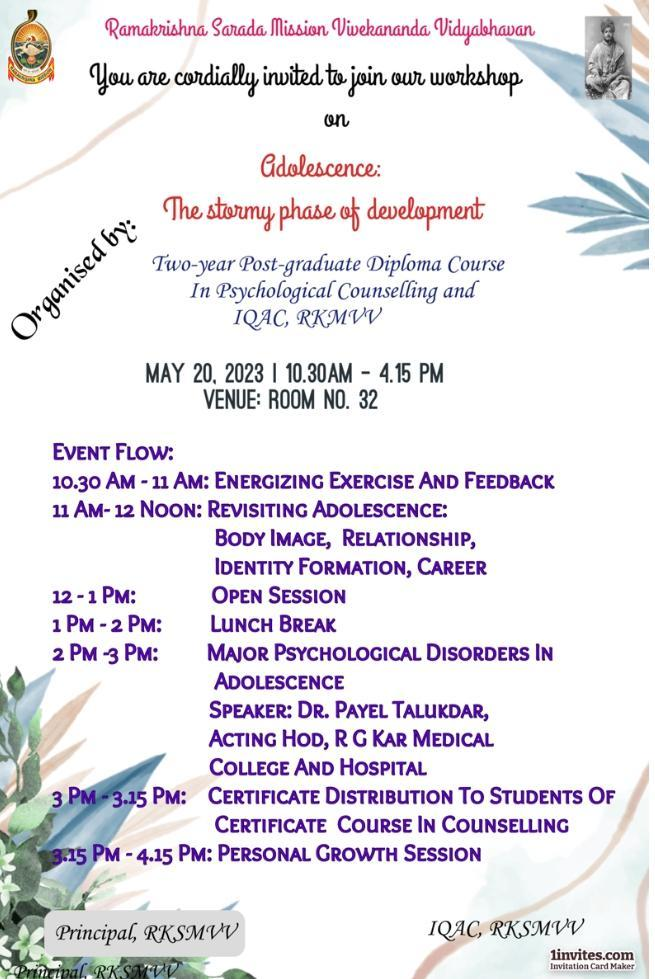 Ramakrishna Sarada Mission Vivekananda Vidyabhavan
You are cordially invited to join our workshop
on
Adolescence:
The stormy phase of development
Organised by:
Two-year Post-graduate Diploma Course
In Psychological Counselling and
IQAC, RKMVV
MAY 20, 2023 | 10.30AM - 4.15 PM
VENUE: ROOM NO. 32
Event Flow:
10.30 Am - 11 Am: Energizing Exercise And Feedback
11 Am- 12 Noon: Revisiting Adolescence:
Body Image, Relationship,
Identity Formation, Career
12 - 1 Pm: Open Session
1 Pm - 2 Pm: Lunch Break
2 Pm -3 Pm: Major Psychological Disorders In
Adolescence
Speaker: Dr. Payel Talukdar,
Acting Hod, R G Kar Medical
College And Hospital
3 Pm - 3.15 Pm: Certificate Distribution To Students Of
Certificate Course In Counselling
3.15 Pm - 4.15 Pm: Personal Growth Session
Principal, RKSMVV
IQAC, RKSMVV
Principal, RKSMVV
1invites.com
Invitation Card Maker